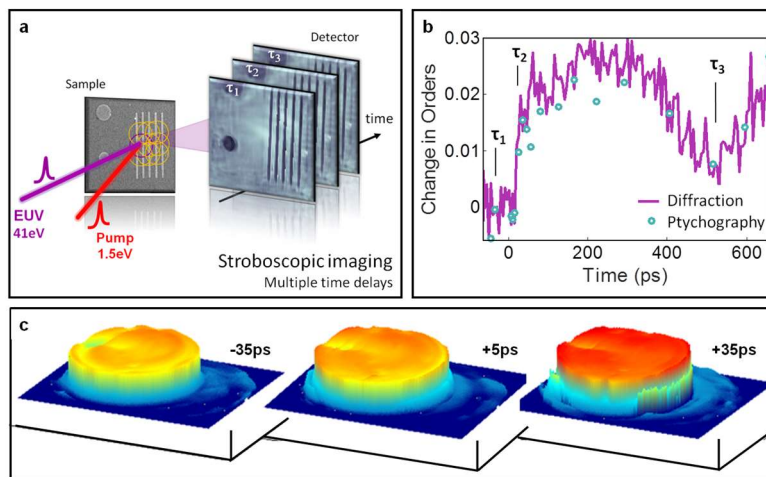 a
Sample
Detector
τ3
τ2
τ1
time
EUV
41eV
Pump
1.5eV
Stroboscopic imaging
Multiple time delays
b
0.03
0.02
0.01
0
Change in Orders
τ1
τ2
τ3
Diffraction
Ptychography
0
200
400
600
Time (ps)
c
-35ps
+5ps
+35ps